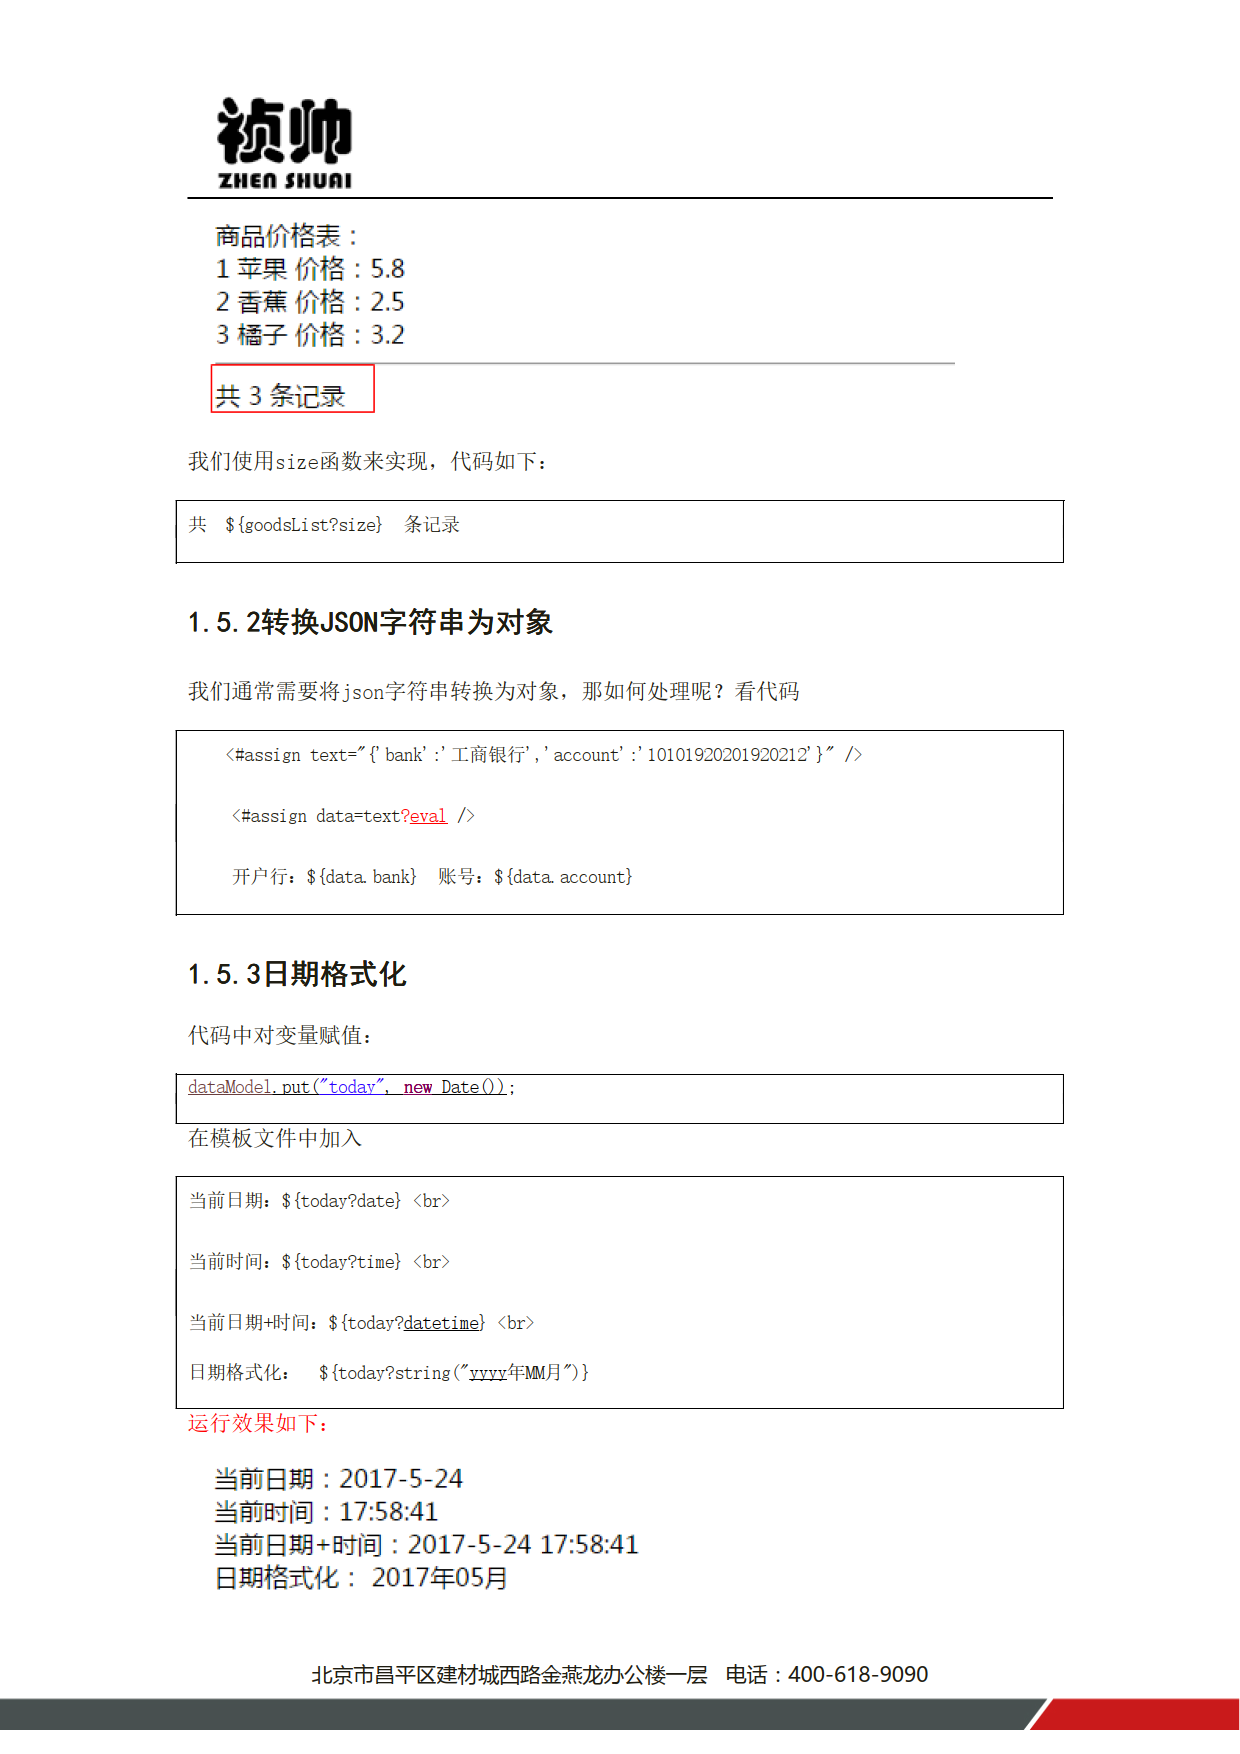 祯帅
ZHEN SHUAI
商品价格表：
1 苹果 价格：5.8
2 香蕉 价格：2.5
3 橘子 价格：3.2
共 3 条记录
我们使用size函数来实现，代码如下：
共  ${goodsList?size}  条记录
1.5.2转换JSON字符串为对象
我们通常需要将json字符串转换为对象，那如何处理呢？看代码
<#assign text="{'bank':'工商银行','account':'10101920201920212'}" />
<#assign data=text?eval />
开户行：${data.bank}  账号：${data.account}
1.5.3日期格式化
代码中对变量赋值：
dataModel.put("today", new Date());
在模板文件中加入
当前日期：${today?date} <br>
当前时间：${today?time} <br>
当前日期+时间：${today?datetime} <br>
日期格式化：  ${today?string("yyyy年MM月")}
运行效果如下：
当前日期：2017-5-24
当前时间：17:58:41
当前日期+时间：2017-5-24 17:58:41
日期格式化： 2017年05月
北京市昌平区建材城西路金燕龙办公楼一层  电话：400-618-9090